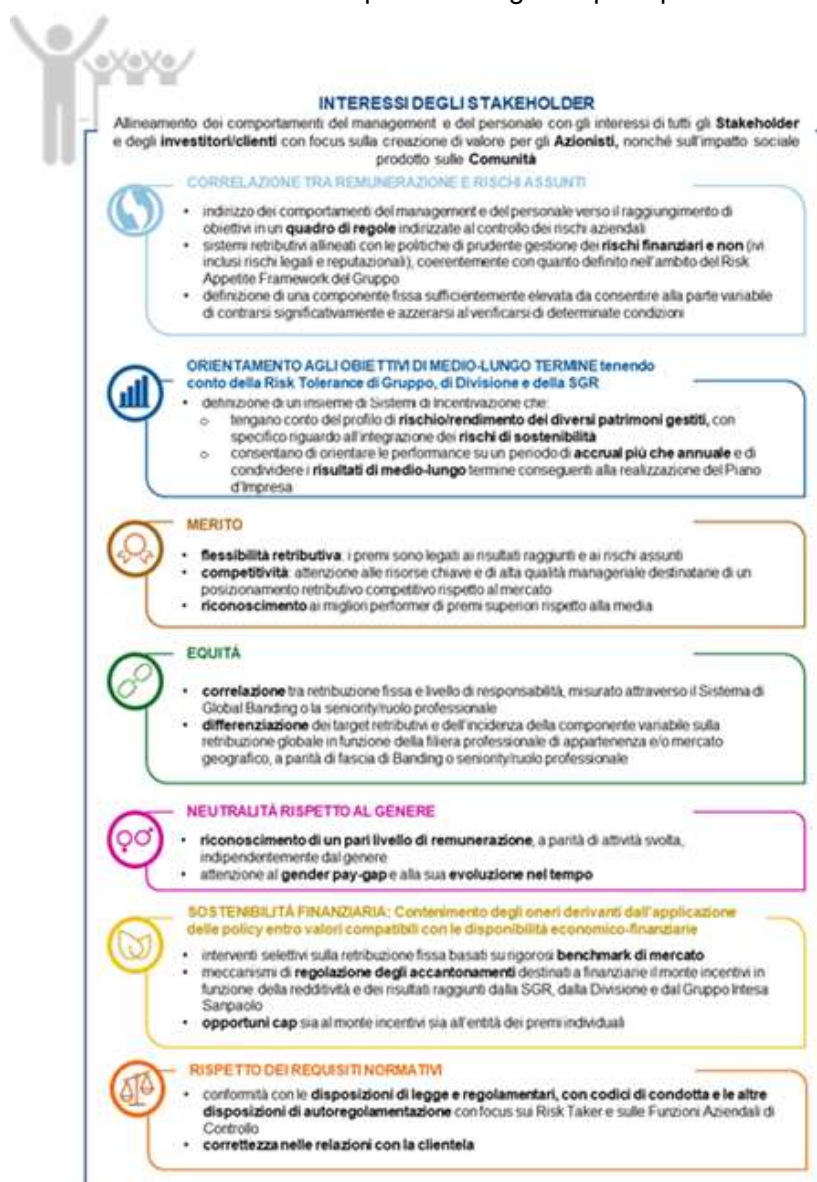 INTERESSI DEGLI STAKEHOLDER
Allineamento dei comportamenti del management e del personale con gli interessi di tutti gli Stakeholder
e degli investitori/clienti con focus sulla creazione di valore per gli Azionisti, nonché sull'impatto sociale
prodotto sulle Comunità
CORRELAZIONE TRA REMUNERAZIONE E RISCHI ASSUNTI
• indirizzo dei comportamenti del management e del personale verso il raggiungimento di
obiettivi in un quadro di regole indirizzate al controllo dei rischi aziendali
• sistemi retributivi allineati con le politiche di prudente gestione dei rischi finanziari e non (ivi
inclusi rischi legali e reputazionali), coerentemente con quanto definito nell'ambito del Risk
Appetite Framework del Gruppo
• definizione di una componente fissa sufficientemente elevata da consentire alla parte variabile
di contrarsi significativamente e azzerarsi al verificarsi di determinate condizioni
ORIENTAMENTO AGLI OBIETTIVI DI MEDIO-LUNGO TERMINE tenendo
conto della Risk Tolerance di Gruppo, di Divisione e della SGR
• definizione di un insieme di Sistemi di Incentivazione che:
o tengano conto del profilo di rischio/rendimento dei diversi patrimoni gestiti, con
specifico riguardo all'integrazione dei rischi di sostenibilità
o consentano di orientare le performance su un periodo di accrual più che annuale e di
condividere i risultati di medio-lungo termine conseguenti alla realizzazione del Piano
d'Impresa
MERITO
• flessibilità retributiva: i premi sono legati ai risultati raggiunti e ai rischi assunti
• competitività: attenzione alle risorse chiave e di alta qualità manageriale destinatarie di un
posizionamento retributivo competitivo rispetto al mercato
• riconoscimento ai migliori performer di premi superiori rispetto alla media
EQUITÀ
• correlazione tra retribuzione fissa e livello di responsabilità, misurato attraverso il Sistema di
Global Banding o la seniority/ruolo professionale
• differenziazione dei target retributivi e dell'incidenza della componente variabile sulla
retribuzione globale in funzione della filiera professionale di appartenenza e/o mercato
geografico, a parità di fascia di Banding o seniority/ruolo professionale
NEUTRALITÀ RISPETTO AL GENERE
• riconoscimento di un pari livello di remunerazione, a parità di attività svolta,
indipendentemente dal genere
• attenzione al gender pay-gap e alla sua evoluzione nel tempo
SOSTENIBILITÀ FINANZIARIA: Contenimento degli oneri derivanti dall'applicazione
delle policy entro valori compatibili con le disponibilità economico-finanziarie
• interventi selettivi sulla retribuzione fissa basati su rigorosi benchmark di mercato
• meccanismi di regolazione degli accantonamenti destinati a finanziarie il monte incentivi in
funzione della redditività e dei risultati raggiunti dalla SGR, dalla Divisione e dal Gruppo Intesa
Sanpaolo
• opportuni cap sia al monte incentivi sia all'entità dei premi individuali
RISPETTO DEI REQUISITI NORMATIVI
• conformità con le disposizioni di legge e regolamentari, con codici di condotta e le altre
disposizioni di autoregolamentazione con focus sui Risk Taker e sulle Funzioni Aziendali di
Controllo
• correttezza nelle relazioni con la clientela